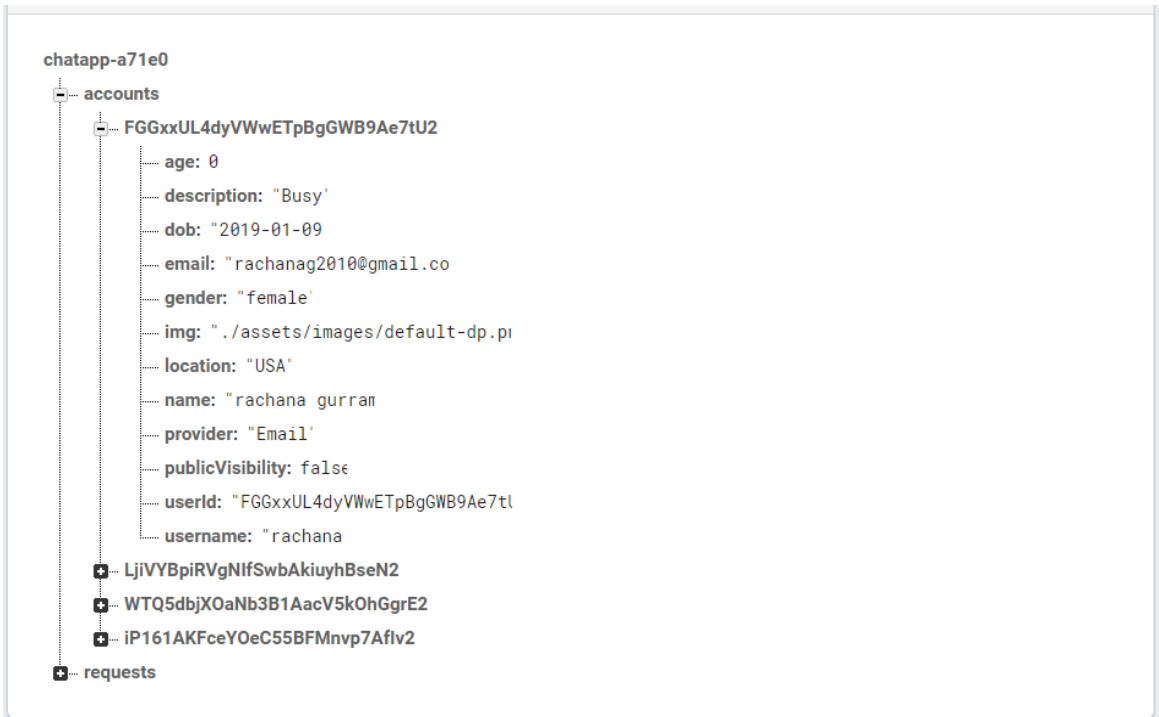 chatapp-a71e0
accounts
FGGxxUL4dyVWwETpBgGWB9Ae7tU2
age: 0
description: "Busy"
dob: "2019-01-09
email: "rachanag2010@gmail.co
gender: "female"
img: "./assets/images/default-dp.pn
location: "USA"
name: "rachana gurram
provider: "Email"
publicVisibility: false
userId: "FGGxxUL4dyVWwETpBgGWB9Ae7tU
username: "rachana
LjiVYBpiRVgNIfSwbAkiuyhBseN2
WTQ5dbjXOaNb3B1AacV5kOhGgrE2
iP161AKFceYOeC55BFMnvp7AfIv2
requests